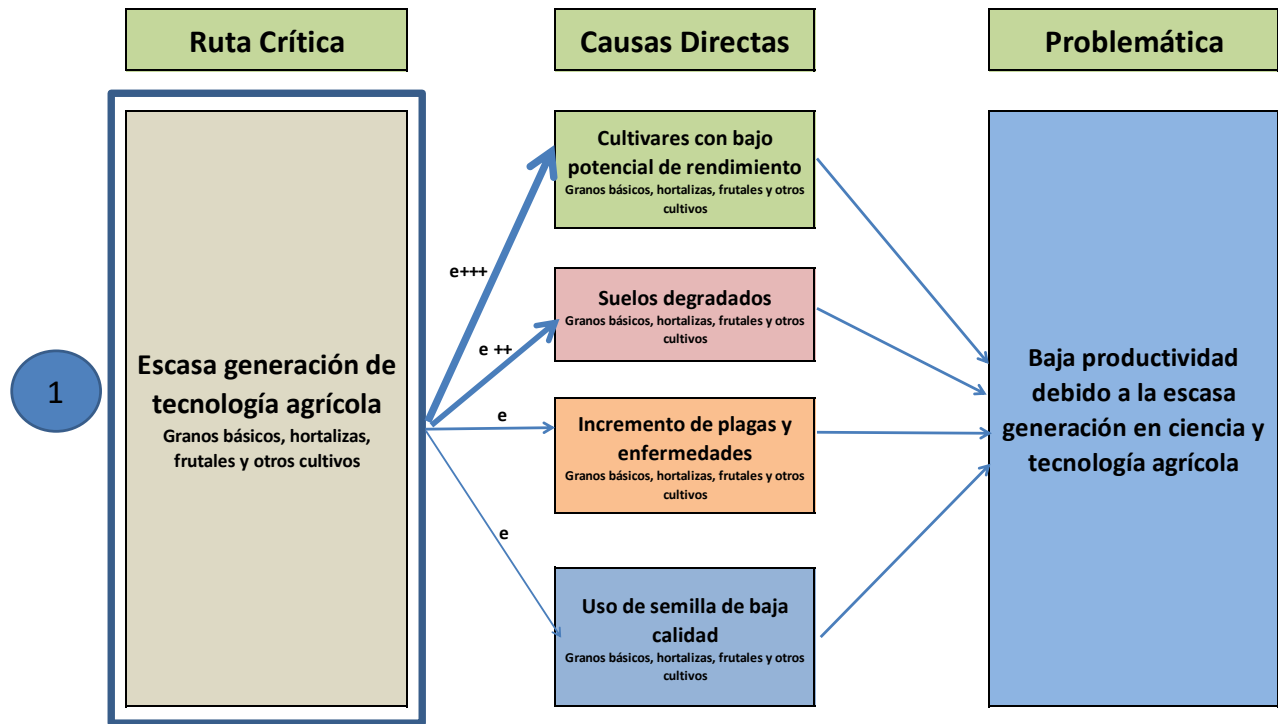 Ruta Crítica
Causas Directas
Problemática
1
Escasa generación de
tecnología agrícola
Granos básicos, hortalizas,
frutales y otros cultivos
e+++
e ++
e
e
Cultivares con bajo
potencial de rendimiento
Granos básicos, hortalizas, frutales y otros
cultivos
Suelos degradados
Granos básicos, hortalizas, frutales y otros
cultivos
Incremento de plagas y
enfermedades
Granos básicos, hortalizas, frutales y otros
cultivos
Uso de semilla de baja
calidad
Granos básicos, hortalizas, frutales y otros
cultivos
Baja productividad
debido a la escasa
generación en ciencia y
tecnología agrícola